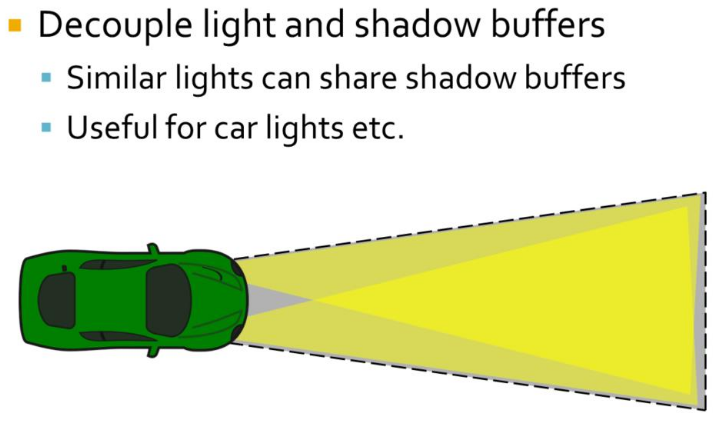 Decouple light and shadow buffers
Similar lights can share shadow buffers
Useful for car lights etc.